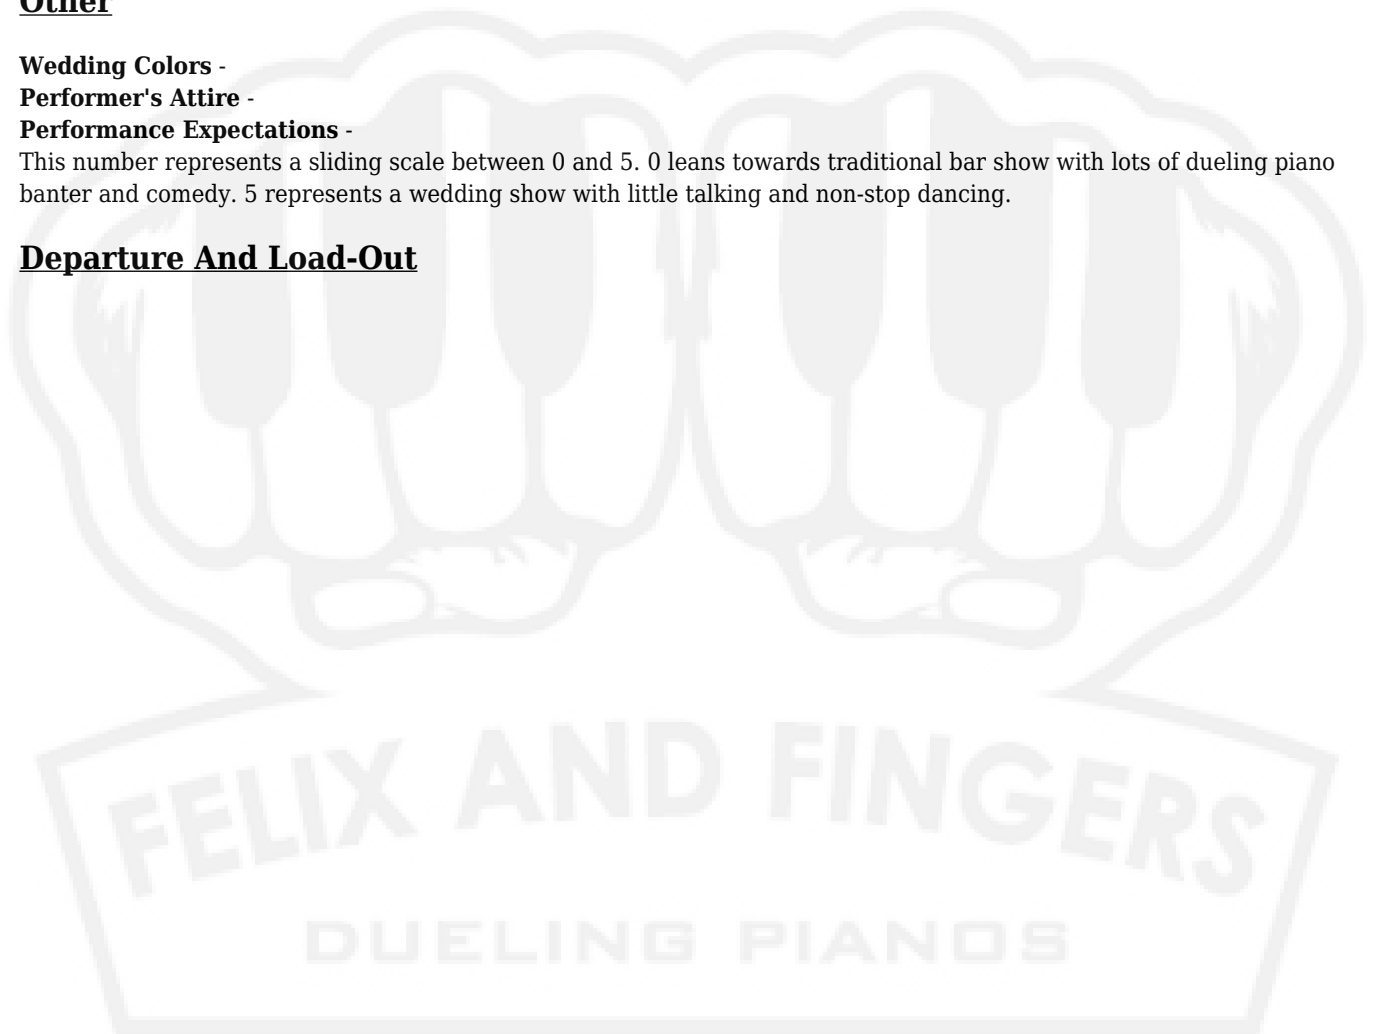 Other
Wedding Colors -
Performer's Attire -
Performance Expectations -
This number represents a sliding scale between 0 and 5. 0 leans towards traditional bar show with lots of dueling piano
banter and comedy. 5 represents a wedding show with little talking and non-stop dancing.
Departure And Load-Out
FELIX AND FINGERS
DUELING PIANOS